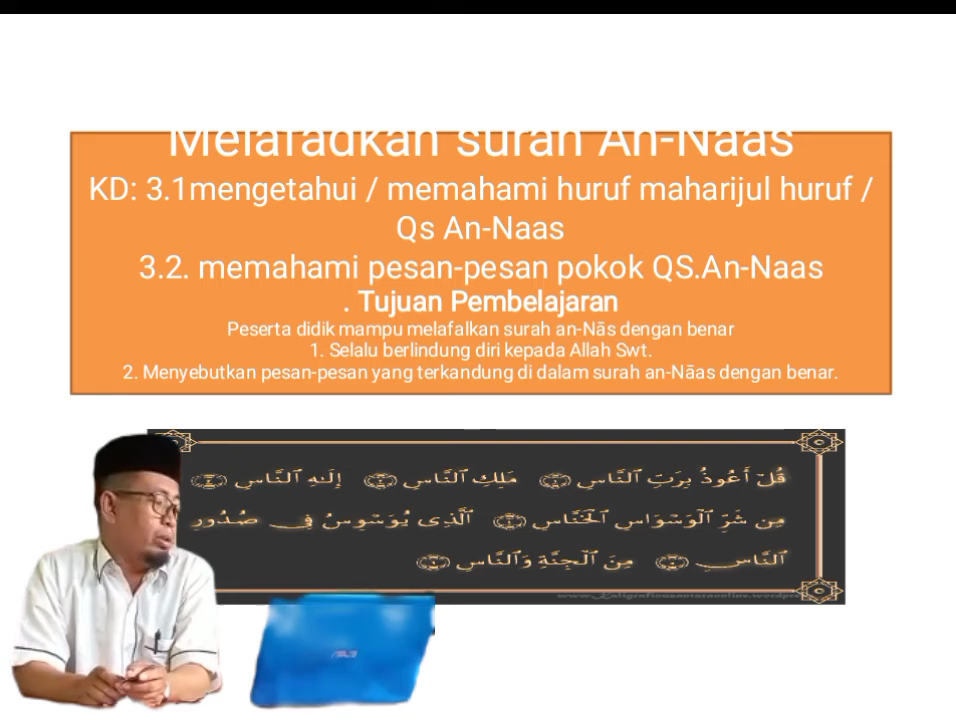 Melafadkan surah An-Naas
KD: 3.1mengetahui / memahami huruf maharijul huruf /
Qs An-Naas
3.2. memahami pesan-pesan pokok QS.An-Naas
. Tujuan Pembelajaran
Peserta didik mampu melafalkan surah an-Nās dengan benar
1. Selalu berlindung diri kepada Allah Swt.
2. Menyebutkan pesan-pesan yang terkandung di dalam surah an-Nāas dengan benar.
قُلْ أَعُوذُ بِرَبِّ ٱلنَّاسِ ۝ مَلِكِ ٱلنَّاسِ ۝ إِلَٰهِ ٱلنَّاسِ ۝
مِن شَرِّ ٱلْوَسْوَاسِ ٱلْخَنَّاسِ ۝ ٱلَّذِى يُوَسْوِسُ فِى صُدُورِ
ٱلنَّاسِ ۝ مِنَ ٱلْجِنَّةِ وَٱلنَّاسِ ۝
ASUS